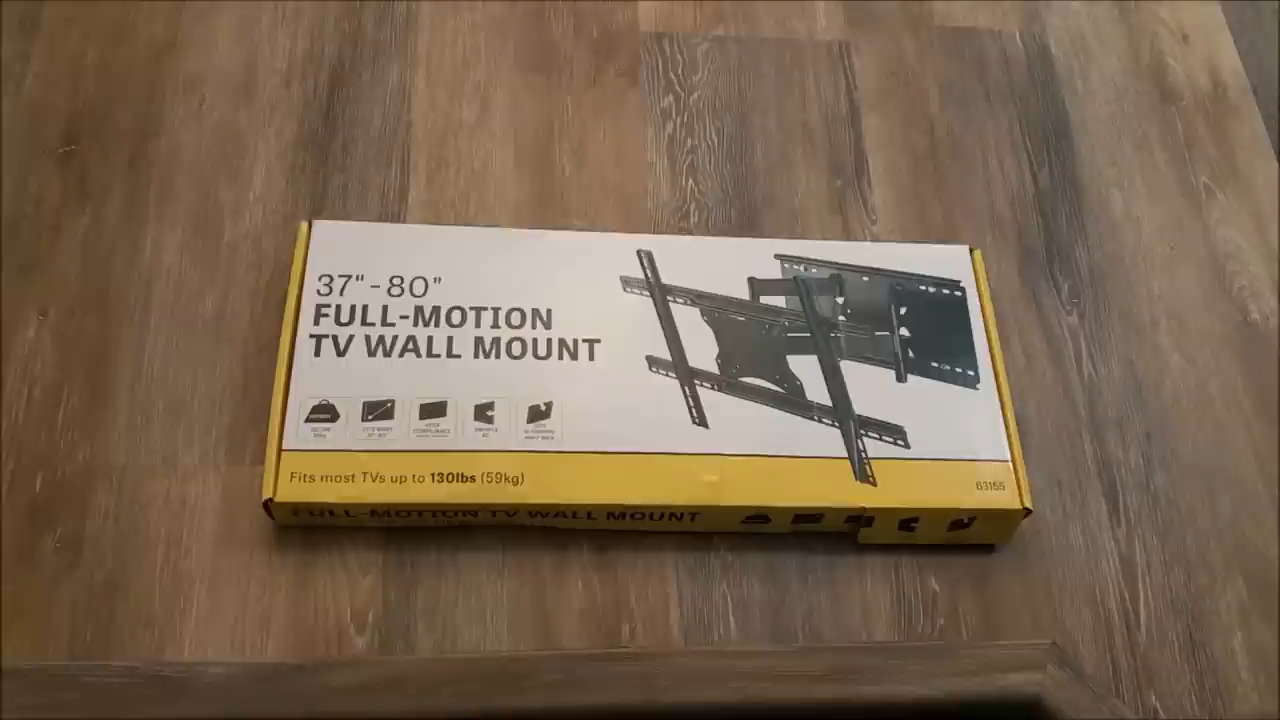 37"-80"
FULL-MOTION
TV WALL MOUNT
Fits most TVs up to 130lbs (59kg)
63155
FULL-MOTION TV WALL MOUNT